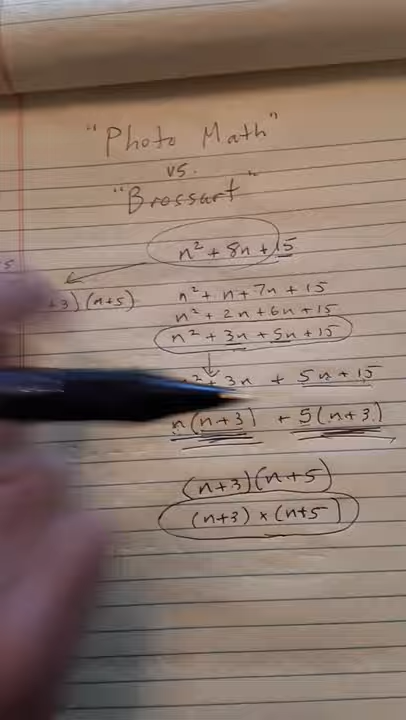 "Photo Math"
vs.
"Brossart"
n² + 8n + 15
+3)(n+5)
n² + n + 7n + 15
n² + 2n + 6n + 15
n² + 3n + 5n + 15
n² + 3n + 5n + 15
n(n+3) + 5(n+3)
(n+3)(n+5)
(n+3) × (n+5)